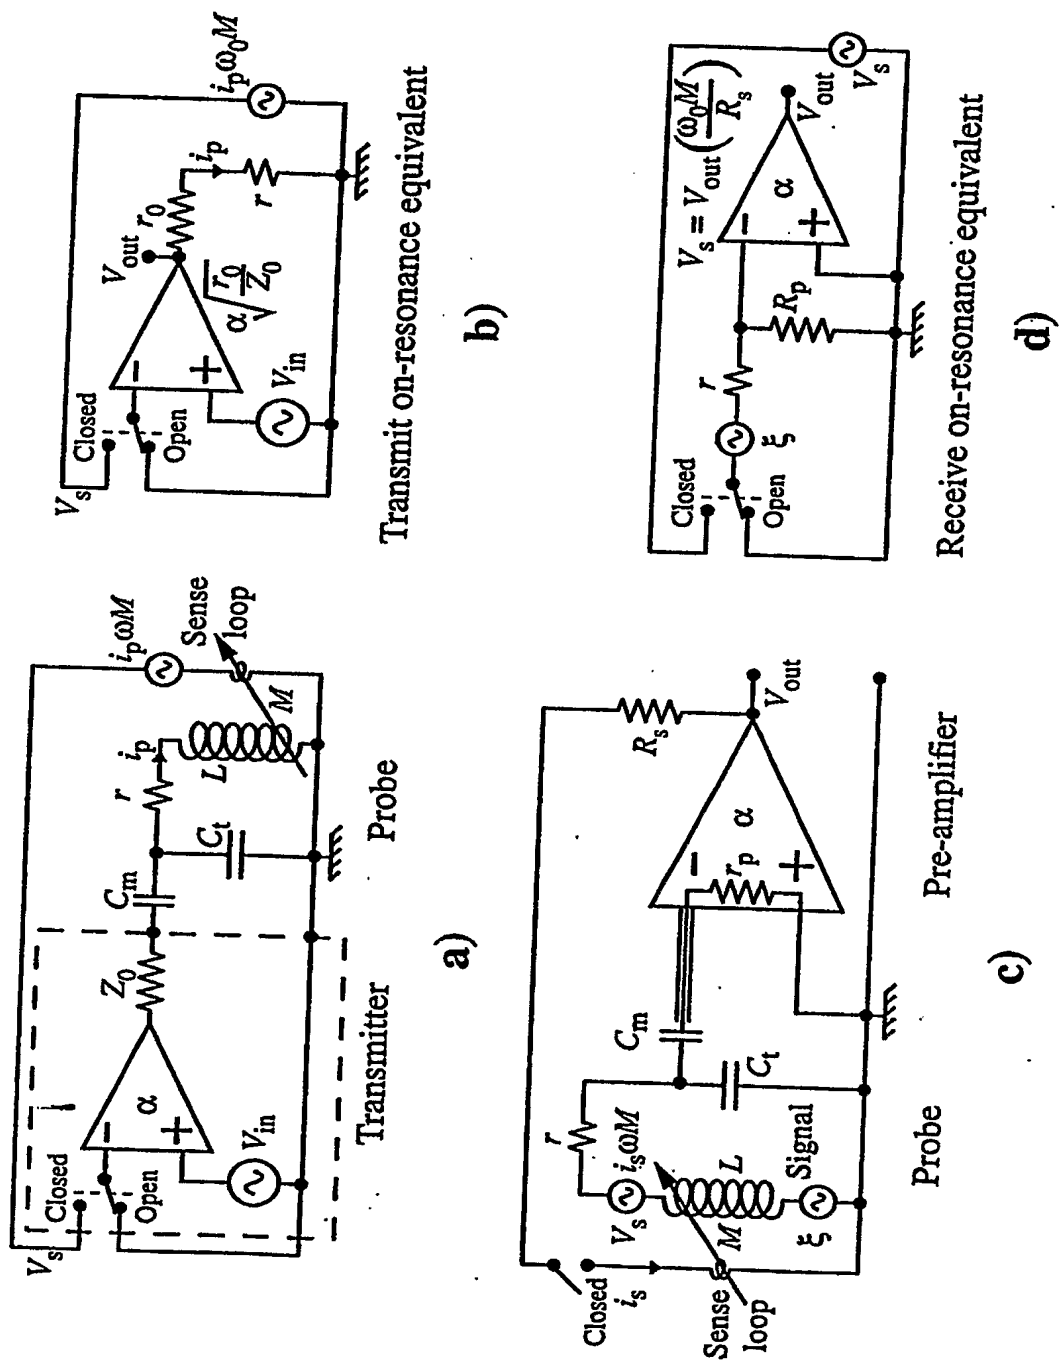 V_s
Closed
Open
V_in
−
+
α
Z_0
Transmitter
C_m
C_t
r
i_p
L
M
i_pωM
Sense
loop
Probe
a)
V_s
Closed
Open
V_in
−
+
α√(r_0/Z_0)
V_out
r_0
i_p
r
i_pω_0M
Transmit on-resonance equivalent
b)
Closed
i_s
Sense
loop
V_s
i_sωM
M
L
ξ
Signal
r
C_t
C_m
Probe
−
+
r_p
α
R_s
V_out
Pre-amplifier
c)
Closed
Open
ξ
r
R_p
−
+
α
V_s = V_out (ω_0M/R_s)
V_out
V_s
Receive on-resonance equivalent
d)